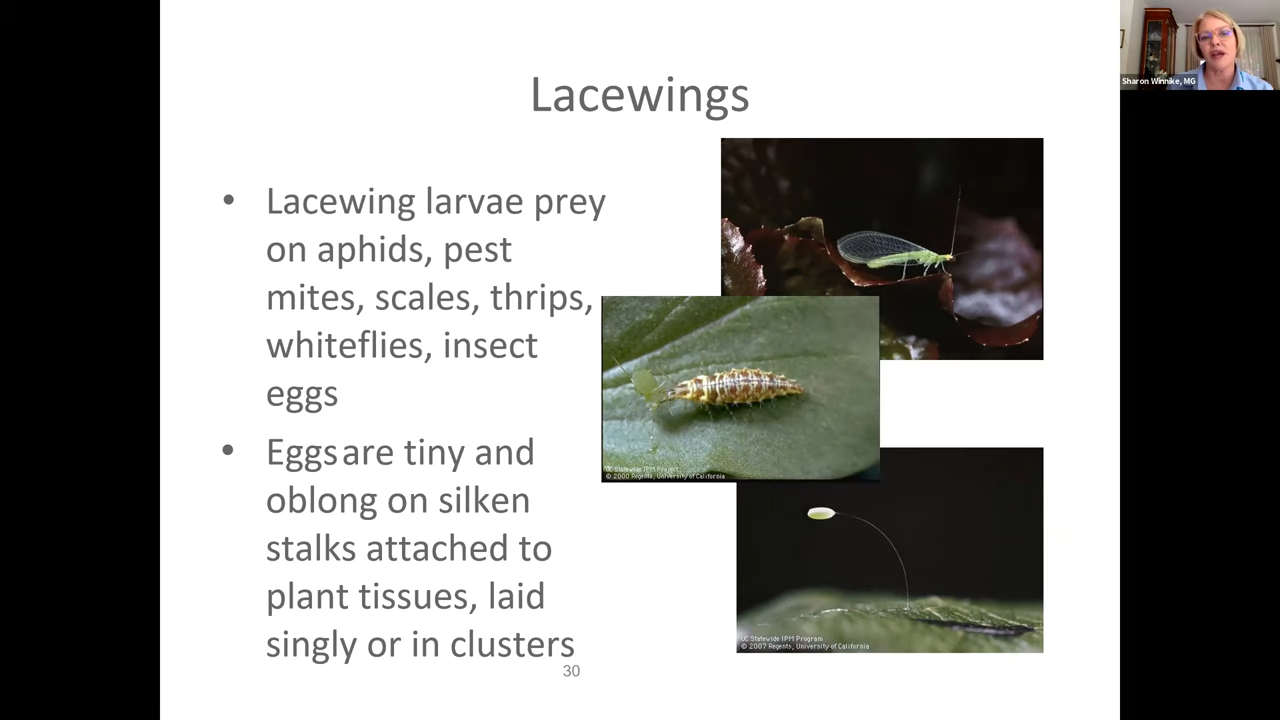 Sharon Winnike, MG
Lacewings
• Lacewing larvae prey
on aphids, pest
mites, scales, thrips,
whiteflies, insect
eggs
• Eggs are tiny and
oblong on silken
stalks attached to
plant tissues, laid
singly or in clusters
UC Statewide IPM Project
© 2000 Regents, University of California
UC Statewide IPM Program
© 2007 Regents, University of California
30